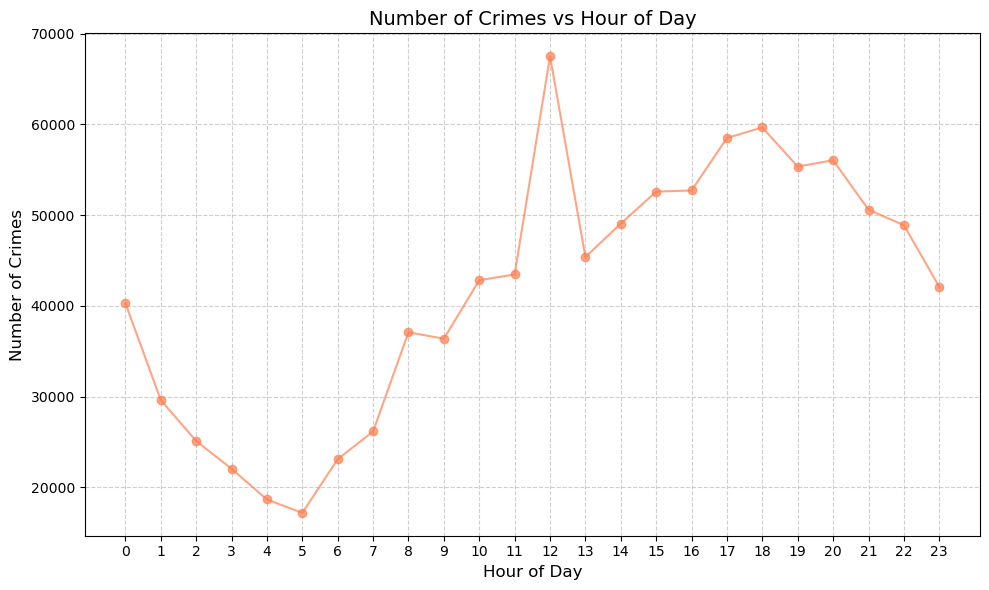 Number of Crimes vs Hour of Day
70000
60000
50000
40000
30000
20000
Number of Crimes
0 1 2 3 4 5 6 7 8 9 10 11 12 13 14 15 16 17 18 19 20 21 22 23
Hour of Day